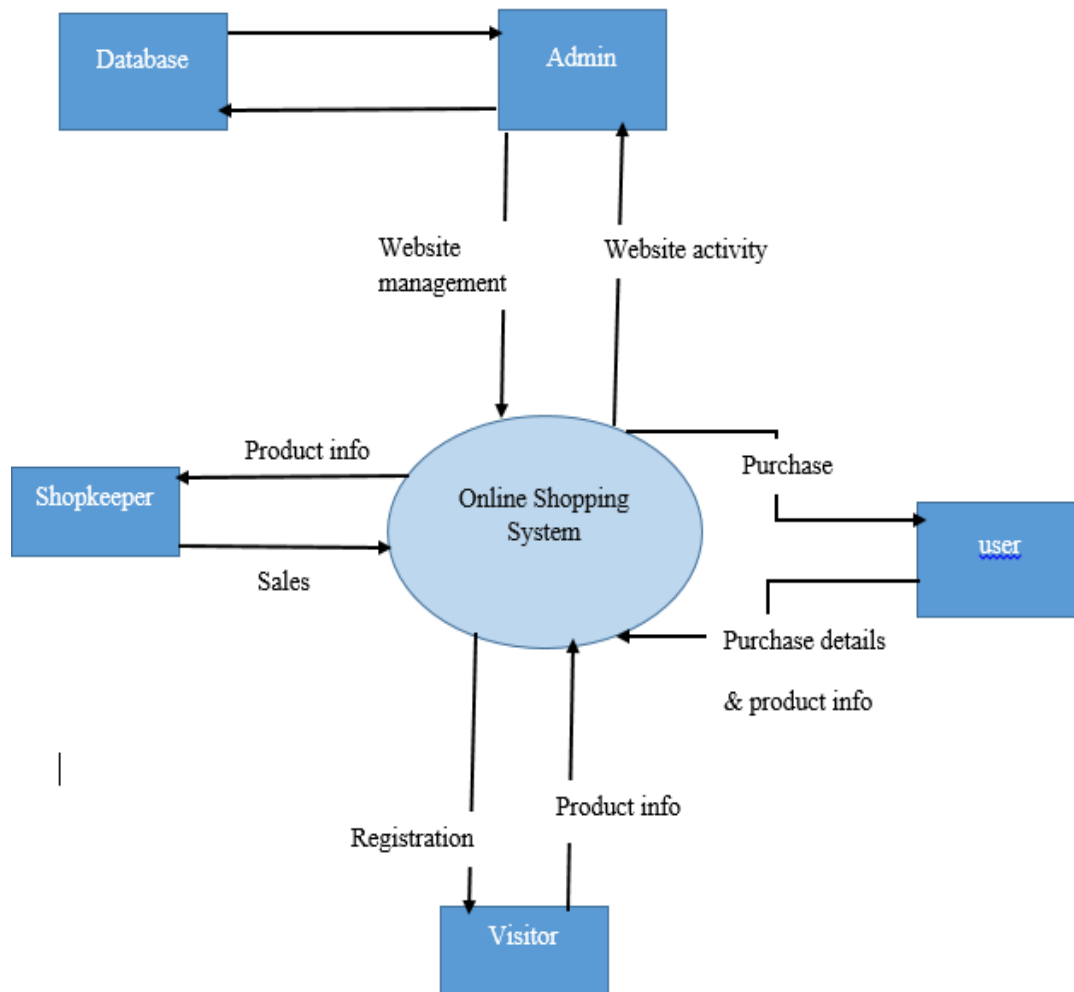 Database
Admin
Website
management
Website activity
Product info
Purchase
Shopkeeper
Online Shopping
System
user
Sales
Purchase details
& product info
Product info
Registration
Visitor